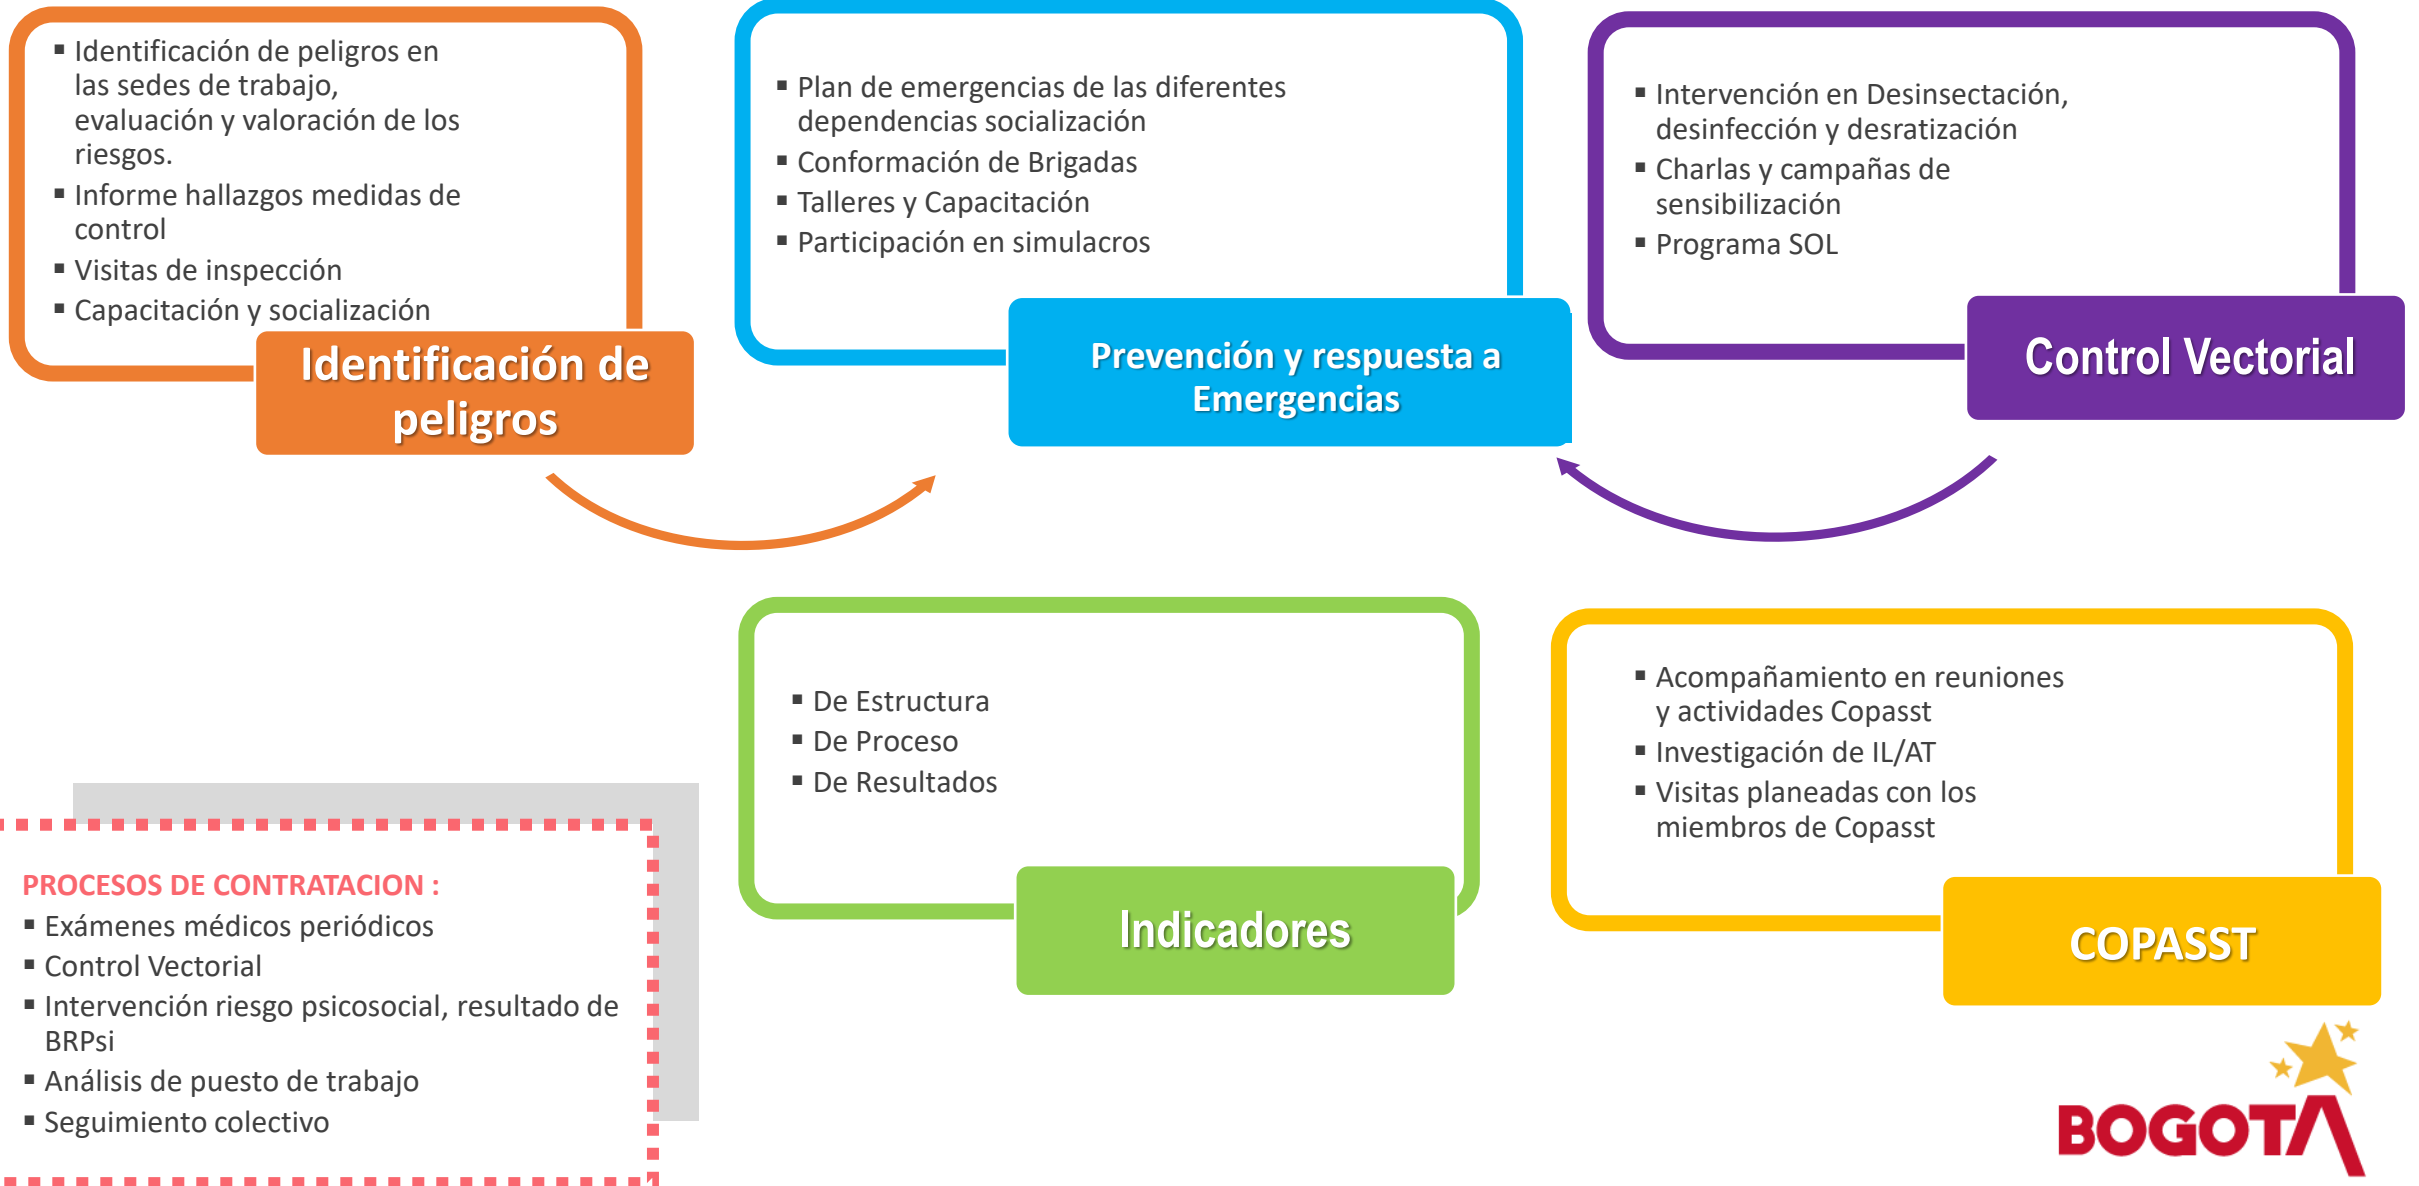 Identificación de peligros en
las sedes de trabajo,
evaluación y valoración de los
riesgos.
Informe hallazgos medidas de
control
Visitas de inspección
Capacitación y socialización
Identificación de
peligros
Plan de emergencias de las diferentes
dependencias socialización
Conformación de Brigadas
Talleres y Capacitación
Participación en simulacros
Prevención y respuesta a
Emergencias
Intervención en Desinsectación,
desinfección y desratización
Charlas y campañas de
sensibilización
Programa SOL
Control Vectorial
De Estructura
De Proceso
De Resultados
Indicadores
Acompañamiento en reuniones
y actividades Copasst
Investigación de IL/AT
Visitas planeadas con los
miembros de Copasst
COPASST
PROCESOS DE CONTRATACION :
Exámenes médicos periódicos
Control Vectorial
Intervención riesgo psicosocial, resultado de
BRPsi
Análisis de puesto de trabajo
Seguimiento colectivo
BOGOTA